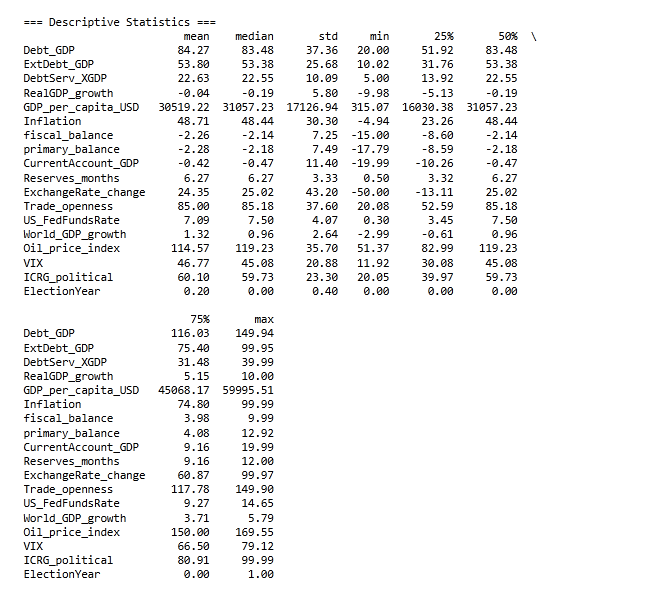 === Descriptive Statistics ===
mean median std min 25% 50% \
Debt_GDP 84.27 83.48 37.36 20.00 51.92 83.48
ExtDebt_GDP 53.80 53.38 25.68 10.02 31.76 53.38
DebtServ_XGDP 22.63 22.55 10.09 5.00 13.92 22.55
RealGDP_growth -0.04 -0.19 5.80 -9.98 -5.13 -0.19
GDP_per_capita_USD 30519.22 31057.23 17126.94 315.07 16030.38 31057.23
Inflation 48.71 48.44 30.30 -4.94 23.26 48.44
fiscal_balance -2.26 -2.14 7.25 -15.00 -8.60 -2.14
primary_balance -2.28 -2.18 7.49 -17.79 -8.59 -2.18
CurrentAccount_GDP -0.42 -0.47 11.40 -19.99 -10.26 -0.47
Reserves_months 6.27 6.27 3.33 0.50 3.32 6.27
ExchangeRate_change 24.35 25.02 43.20 -50.00 -13.11 25.02
Trade_openness 85.00 85.18 37.60 20.08 52.59 85.18
US_FedFundsRate 7.09 7.50 4.07 0.30 3.45 7.50
World_GDP_growth 1.32 0.96 2.64 -2.99 -0.61 0.96
Oil_price_index 114.57 119.23 35.70 51.37 82.99 119.23
VIX 46.77 45.08 20.88 11.92 30.08 45.08
ICRG_political 60.10 59.73 23.30 20.05 39.97 59.73
ElectionYear 0.20 0.00 0.40 0.00 0.00 0.00
75% max
Debt_GDP 116.03 149.94
ExtDebt_GDP 75.40 99.95
DebtServ_XGDP 31.48 39.99
RealGDP_growth 5.15 10.00
GDP_per_capita_USD 45068.17 59995.51
Inflation 74.80 99.99
fiscal_balance 3.98 9.99
primary_balance 4.08 12.92
CurrentAccount_GDP 9.16 19.99
Reserves_months 9.16 12.00
ExchangeRate_change 60.87 99.97
Trade_openness 117.78 149.90
US_FedFundsRate 9.27 14.65
World_GDP_growth 3.71 5.79
Oil_price_index 150.00 169.55
VIX 66.50 79.12
ICRG_political 80.91 99.99
ElectionYear 0.00 1.00